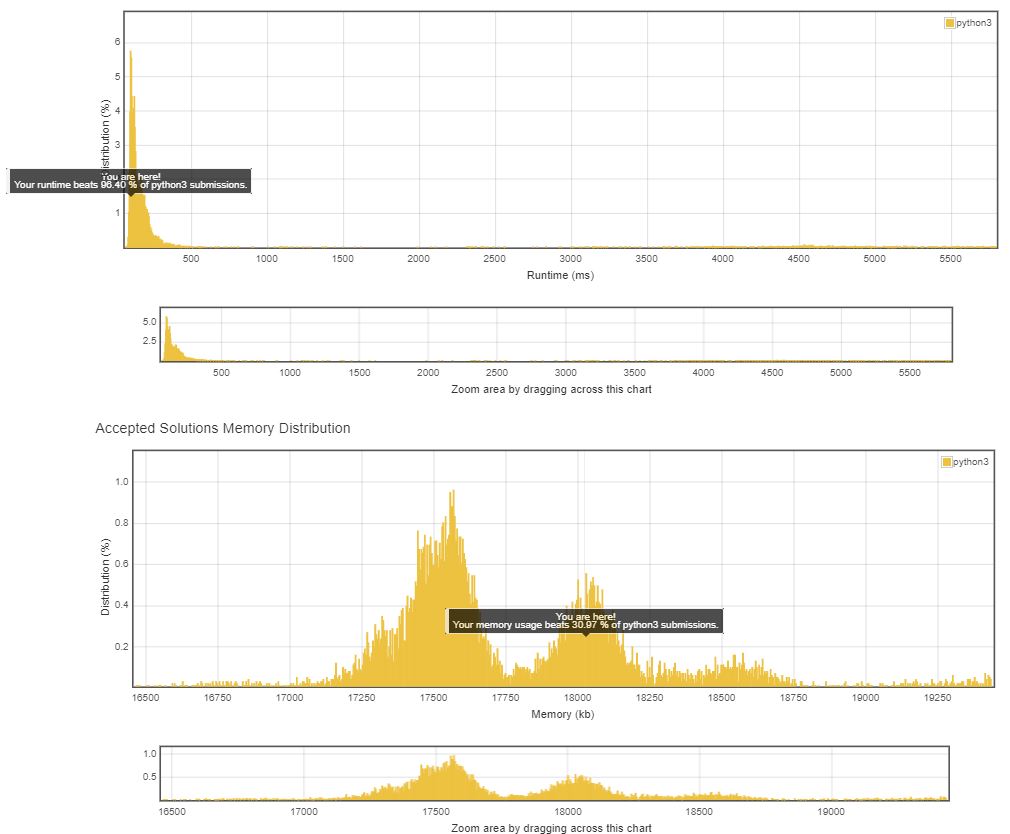 python3
6
5
4
3
1
Distribution (%)
You are here!
Your runtime beats 96.40 % of python3 submissions.
500 1000 1500 2000 2500 3000 3500 4000 4500 5000 5500
Runtime (ms)
5.0
2.5
500 1000 1500 2000 2500 3000 3500 4000 4500 5000 5500
Zoom area by dragging across this chart
Accepted Solutions Memory Distribution
python3
1.0
0.8
0.6
0.4
0.2
Distribution (%)
You are here!
Your memory usage beats 30.97 % of python3 submissions.
16500 17000 17250 17500 17750 18000 18250 18500 18750 19000 19250
Memory (kb)
1.0
0.5
16500 17000 17500 18000 18500 19000
Zoom area by dragging across this chart